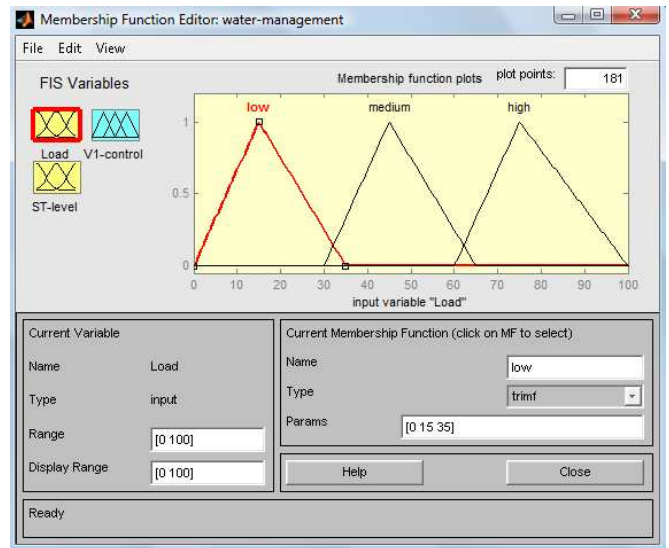 Membership Function Editor: water-management
File Edit View
FIS Variables
Load
V1-control
ST-level
Membership function plots
plot points:
181
low
medium
high
1
0.5
0
0 10 20 30 40 50 60 70 80 90 100
input variable "Load"
Current Variable
Name Load
Type input
Range [0 100]
Display Range [0 100]
Current Membership Function (click on MF to select)
Name low
Type trimf
Params [0 15 35]
Help
Close
Ready